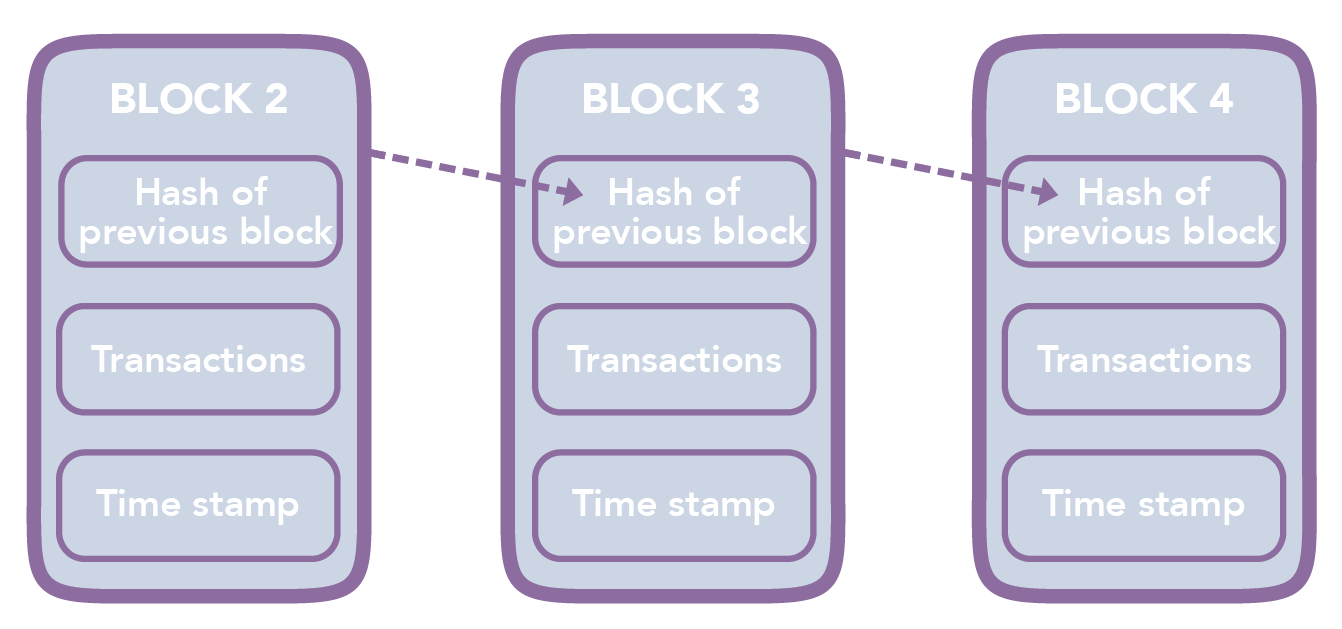 BLOCK 2
Hash of
previous block
Transactions
Time stamp
BLOCK 3
Hash of
previous block
Transactions
Time stamp
BLOCK 4
Hash of
previous block
Transactions
Time stamp